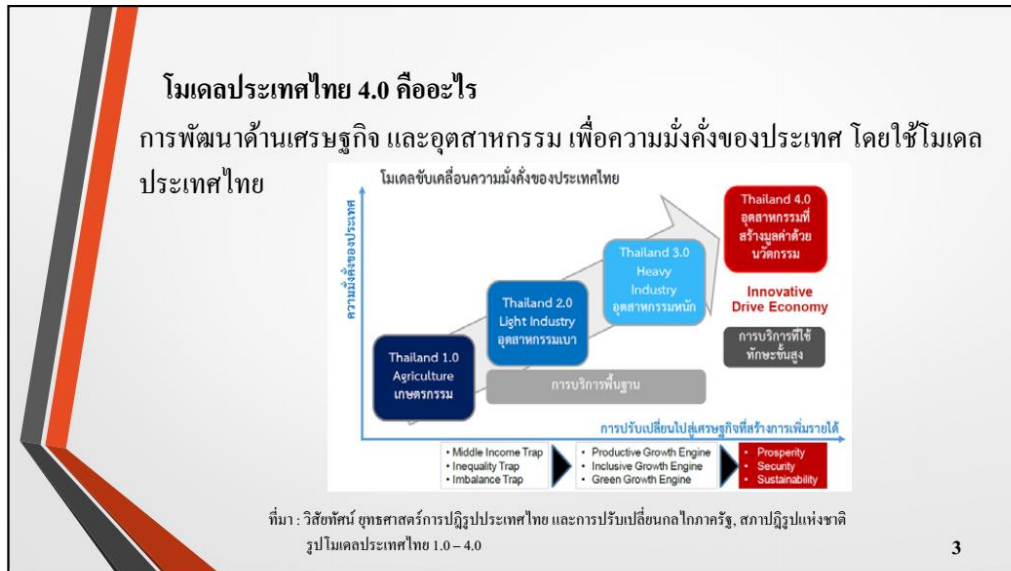 โมเดลประเทศไทย 4.0 คืออะไร
การพัฒนาด้านเศรษฐกิจ และอุตสาหกรรม เพื่อความมั่งคั่งของประเทศ โดยใช้โมเดล
ประเทศไทย
โมเดลขับเคลื่อนความมั่งคั่งของประเทศไทย
ความมั่งคั่งของประเทศ
Thailand 1.0
Agriculture
เกษตรกรรม
Thailand 2.0
Light Industry
อุตสาหกรรมเบา
Thailand 3.0
Heavy
Industry
อุตสาหกรรมหนัก
Thailand 4.0
อุตสาหกรรมที่
สร้างมูลค่าด้วย
นวัตกรรม
Innovative
Drive Economy
การบริการที่ใช้
ทักษะขั้นสูง
การบริการพื้นฐาน
การปรับเปลี่ยนไปสู่เศรษฐกิจที่สร้างการเพิ่มรายได้
• Middle Income Trap
• Inequality Trap
• Imbalance Trap
• Productive Growth Engine
• Inclusive Growth Engine
• Green Growth Engine
• Prosperity
• Security
• Sustainability
ที่มา : วิสัยทัศน์ ยุทธศาสตร์การปฏิรูปประเทศไทย และการปรับเปลี่ยนกลไกภาครัฐ, สภาปฏิรูปแห่งชาติ
รูปโมเดลประเทศไทย 1.0 – 4.0
3